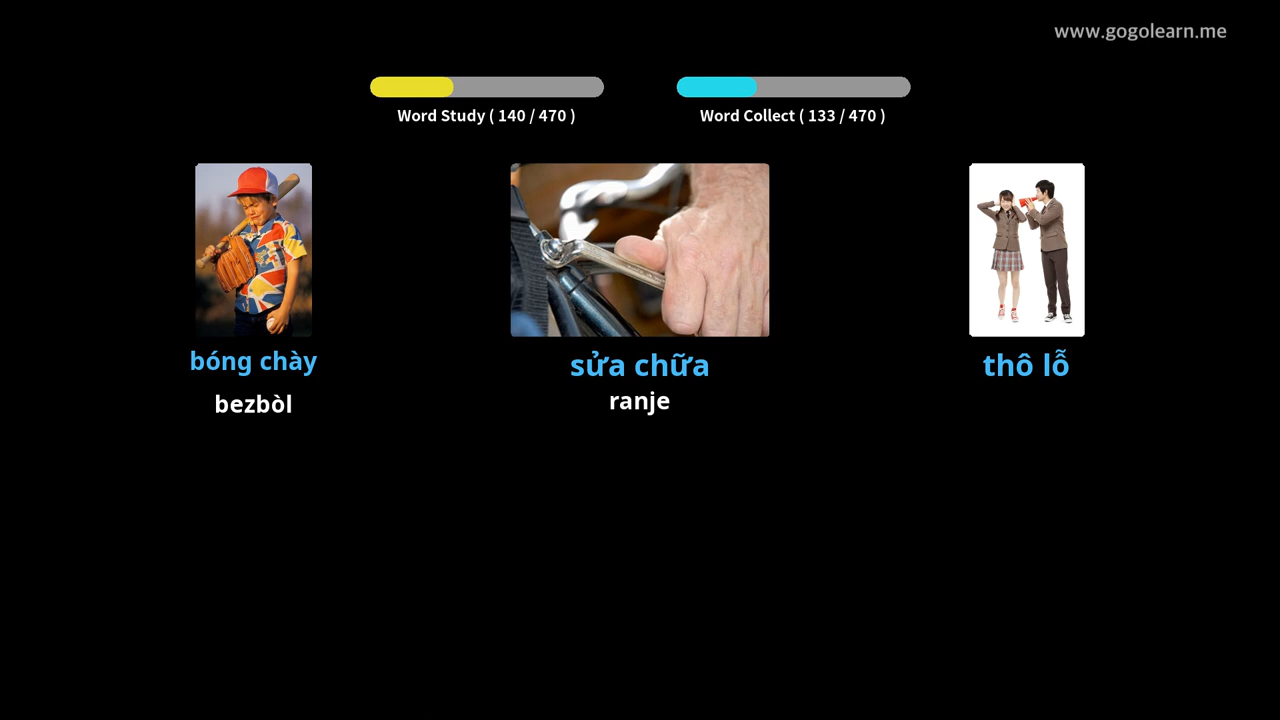 www.gogolearn.me
Word Study ( 140 / 470 )
Word Collect ( 133 / 470 )
bóng chày
bezbòl
sửa chữa
ranje
thô lỗ